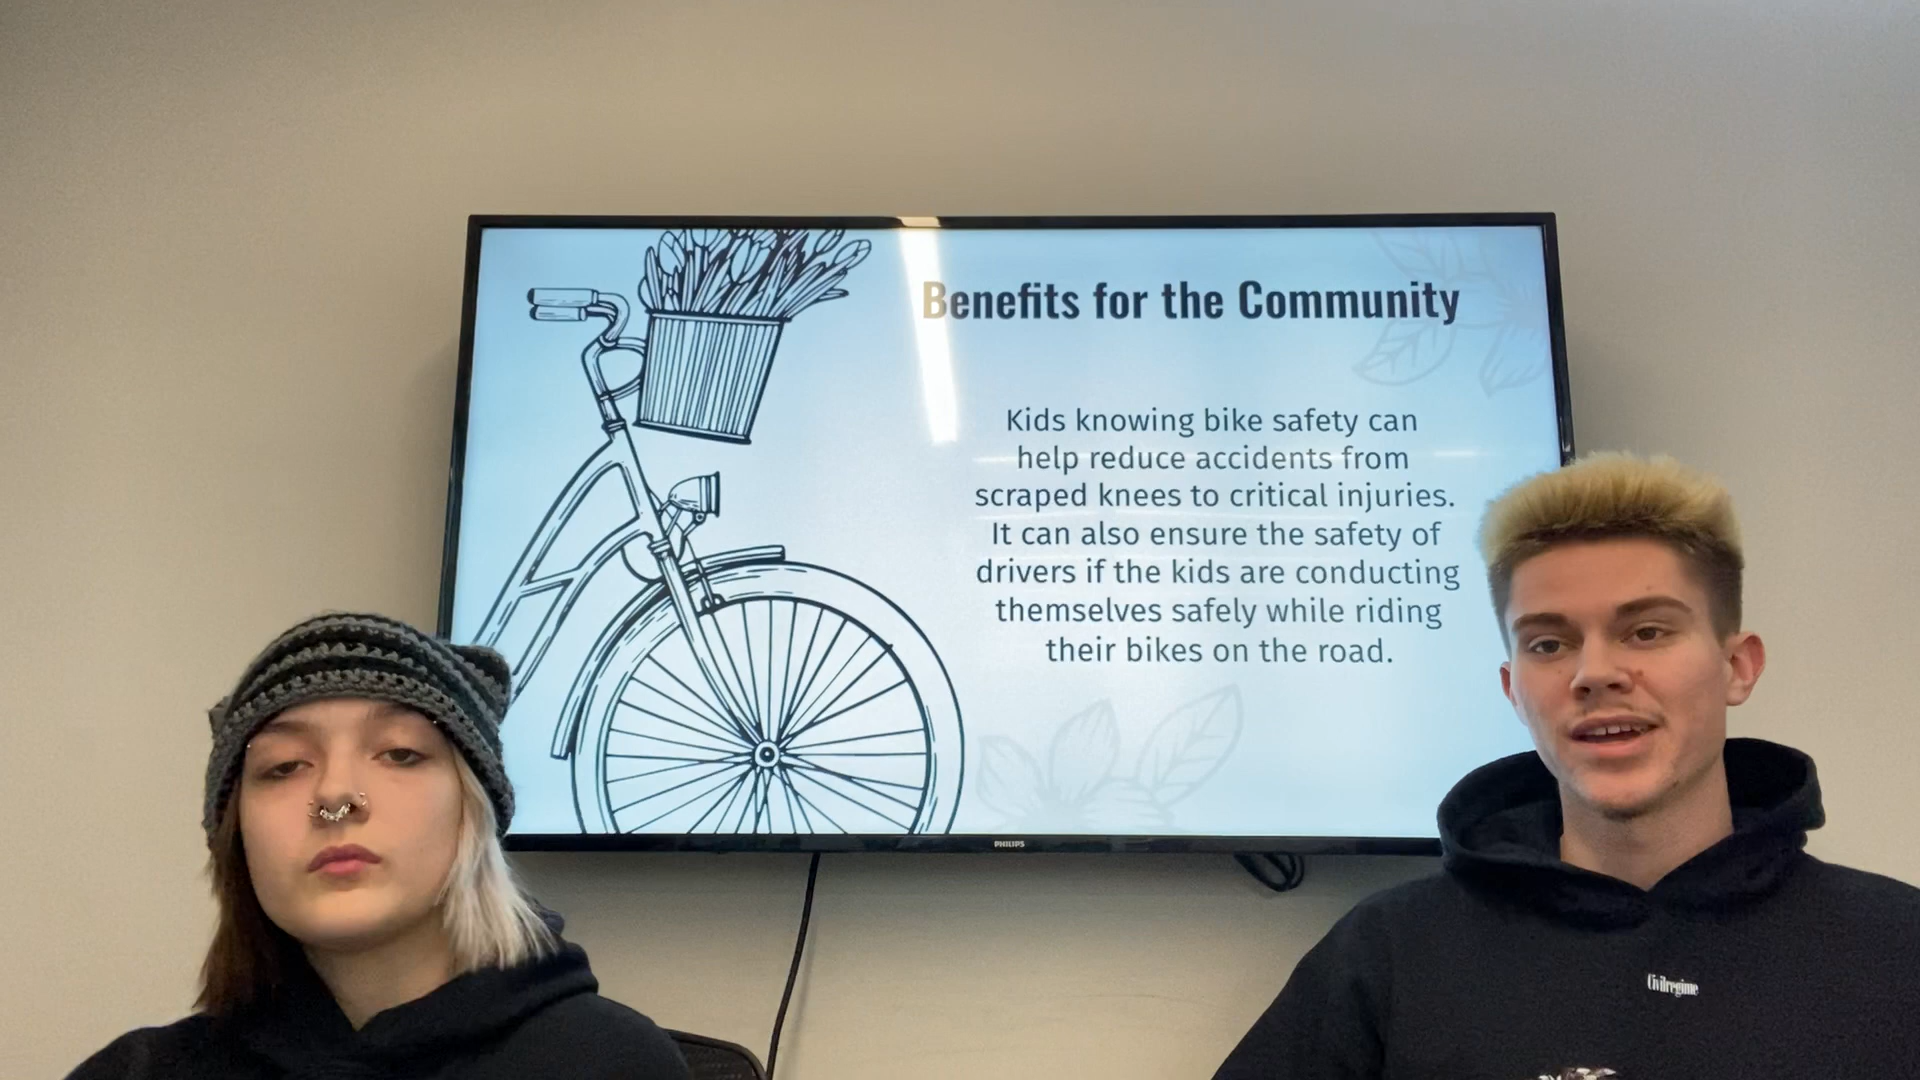 Benefits for the Community
Kids knowing bike safety can
help reduce accidents from
scraped knees to critical injuries.
It can also ensure the safety of
drivers if the kids are conducting
themselves safely while riding
their bikes on the road.
PHILIPS
Civilregime